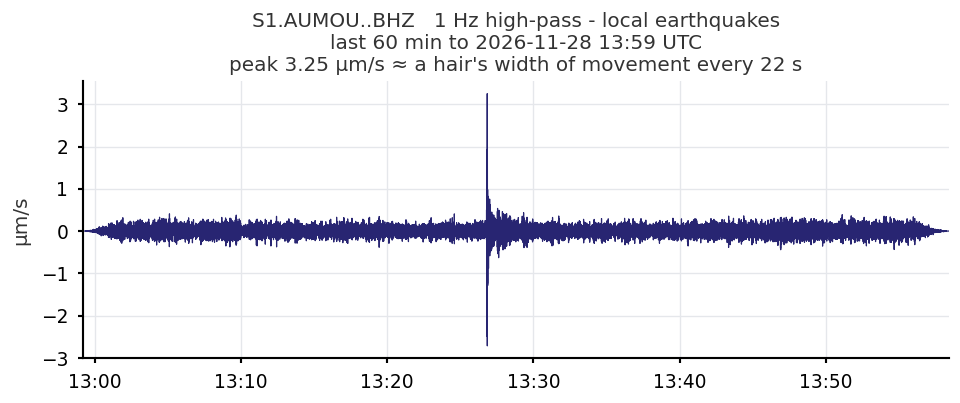 S1.AUMOU..BHZ   1 Hz high-pass - local earthquakes
last 60 min to 2026-11-28 13:59 UTC
peak 3.25 µm/s ≈ a hair's width of movement every 22 s
3
2
1
0
−1
−2
−3
µm/s
13:00 13:10 13:20 13:30 13:40 13:50